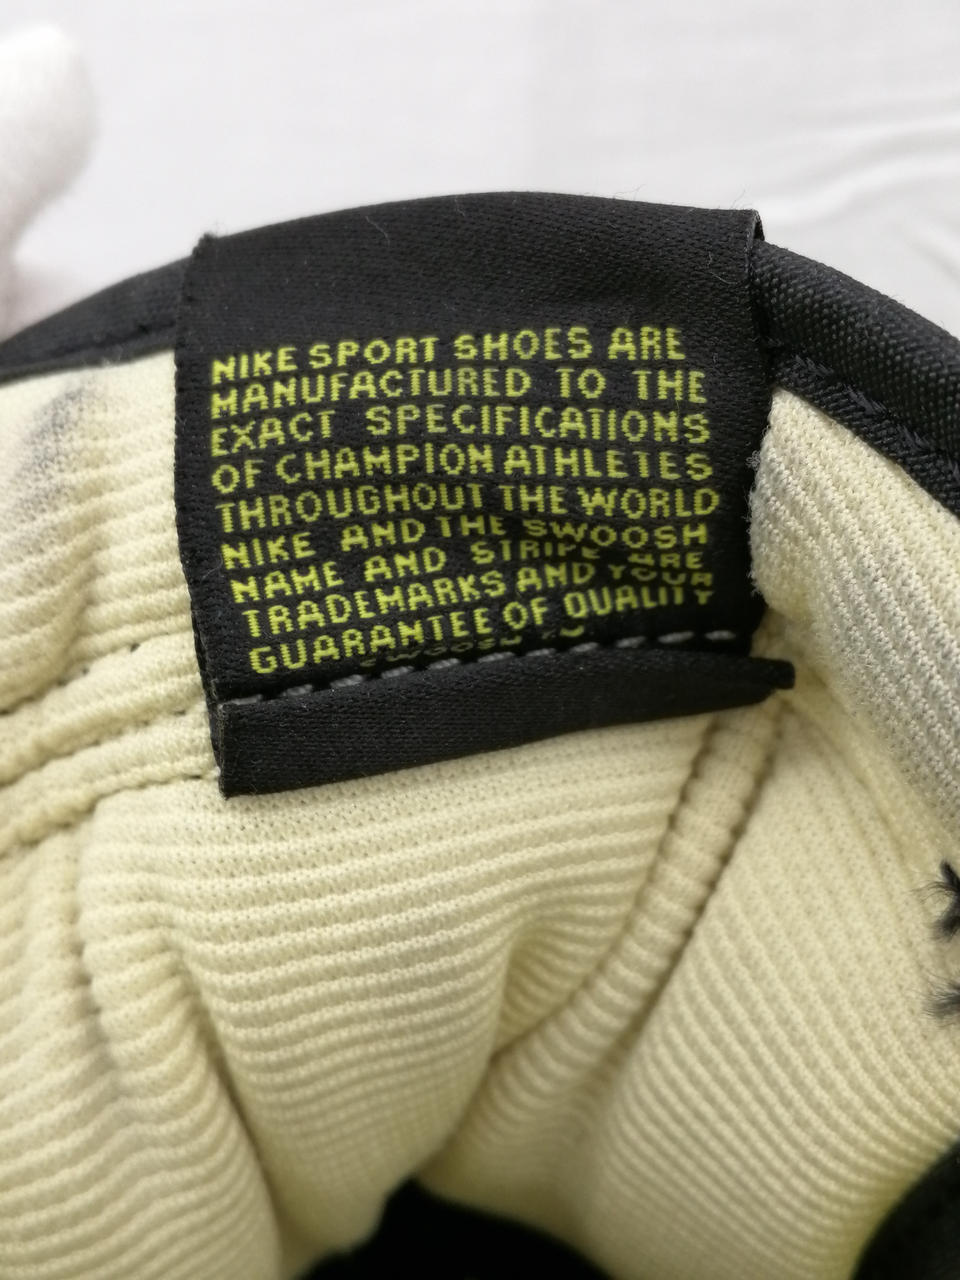 NIKE SPORT SHOES ARE
MANUFACTURED TO THE
EXACT SPECIFICATIIONS
OF CHAMPION ATHLETES
THROUGHOUT THE WORLD
NIKE AND THE SWOOSH
NAME AND STRIPE ARE
TRADEMARKS AND YOUR
GUARANTEE OF QUALITY